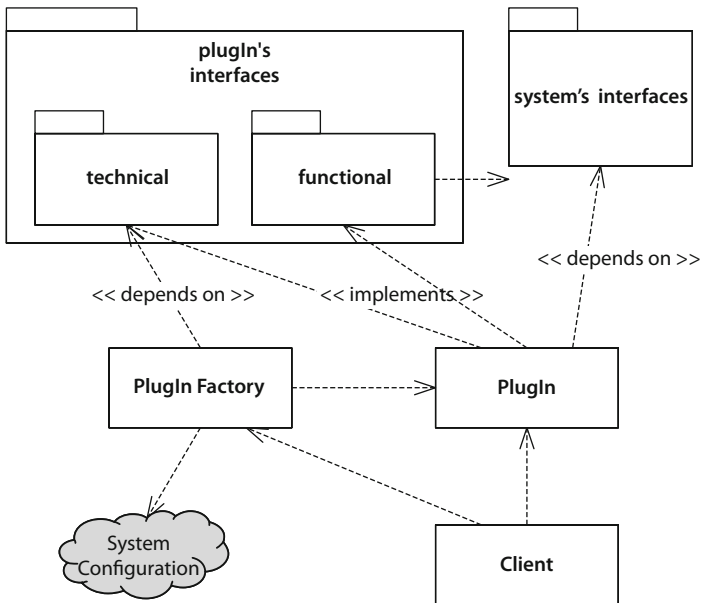 plugIn's
interfaces
system's interfaces
technical
functional
<< depends on >>
<< depends on >>
<< implements >>
PlugIn Factory
PlugIn
System
Configuration
Client